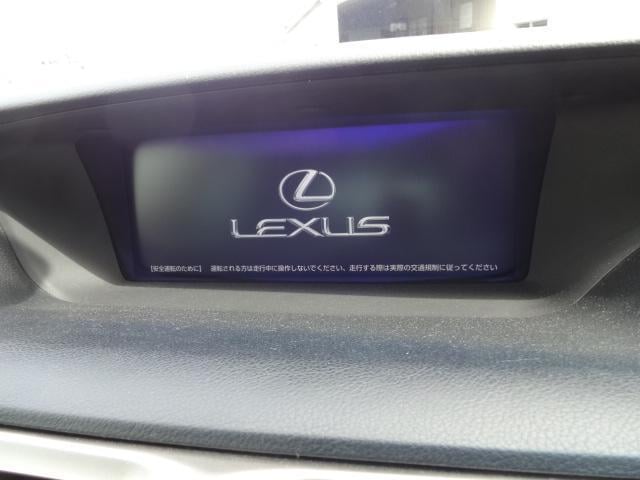 LEXUS
【安全運転のために】 運転される方は走行中に操作しないでください、走行する際は実際の交通規制に従ってください